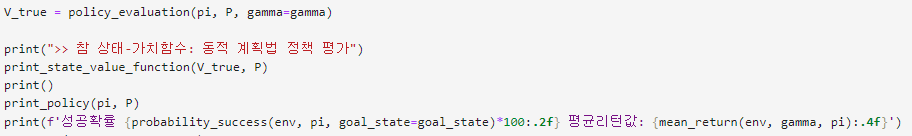 V_true = policy_evaluation(pi, P, gamma=gamma)
print(">> 참 상태-가치함수: 동적 계획법 정책 평가")
print_state_value_function(V_true, P)
print()
print_policy(pi, P)
print(f'성공확률 {probability_success(env, pi, goal_state=goal_state)*100:.2f} 평균리턴값: {mean_return(env, gamma, pi):.4f}')